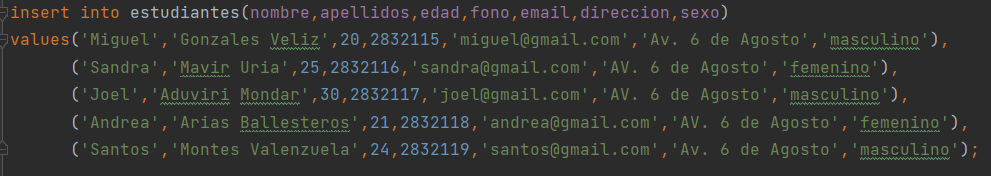 insert into estudiantes(nombre,apellidos,edad,fono,email,direccion,sexo)
values('Miguel','Gonzales Veliz',20,2832115,'miguel@gmail.com','Av. 6 de Agosto','masculino'),
('Sandra','Mavir Uria',25,2832116,'sandra@gmail.com','AV. 6 de Agosto','femenino'),
('Joel','Aduviri Mondar',30,2832117,'joel@gmail.com','AV. 6 de Agosto','masculino'),
('Andrea','Arias Ballesteros',21,2832118,'andrea@gmail.com','AV. 6 de Agosto','femenino'),
('Santos','Montes Valenzuela',24,2832119,'santos@gmail.com','Av. 6 de Agosto','masculino');